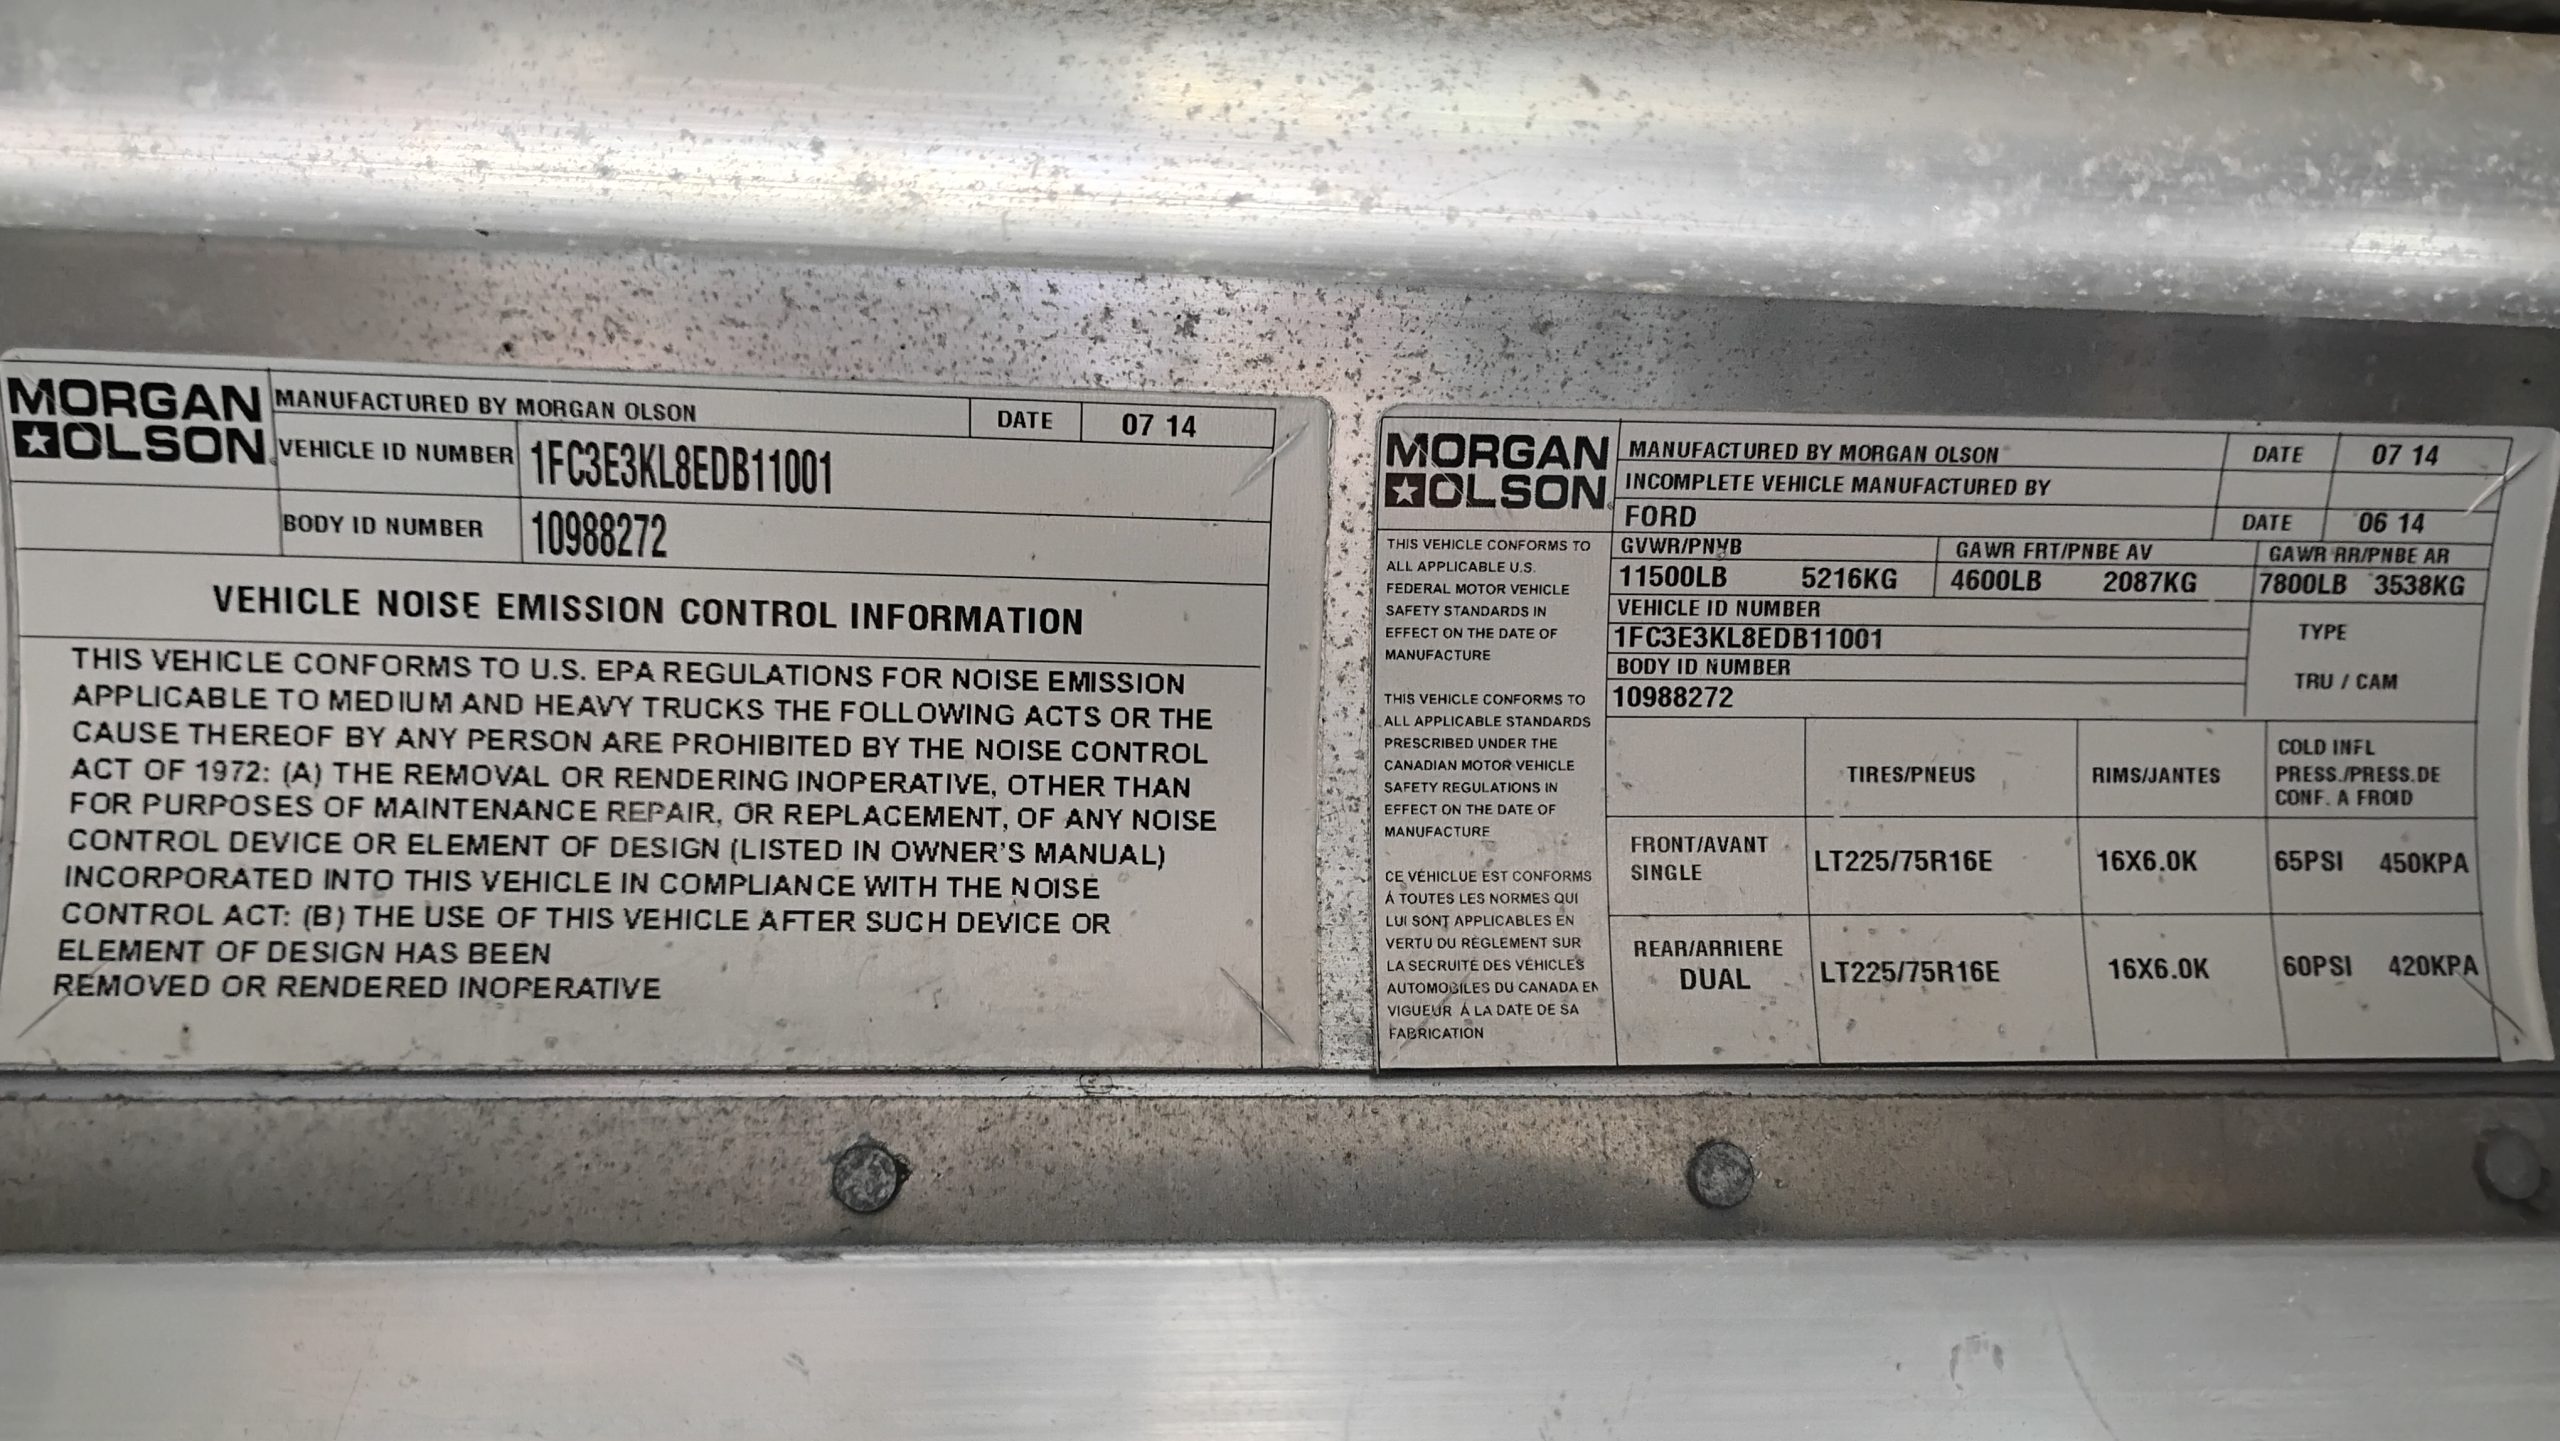 MORGAN
OLSON
MANUFACTURED BY MORGAN OLSON DATE 07 14
VEHICLE ID NUMBER 1FC3E3KL8EDB11001
BODY ID NUMBER 10988272
VEHICLE NOISE EMISSION CONTROL INFORMATION
THIS VEHICLE CONFORMS TO U.S. EPA REGULATIONS FOR NOISE EMISSION
APPLICABLE TO MEDIUM AND HEAVY TRUCKS THE FOLLOWING ACTS OR THE
CAUSE THEREOF BY ANY PERSON ARE PROHIBITED BY THE NOISE CONTROL
ACT OF 1972: (A) THE REMOVAL OR RENDERING INOPERATIVE, OTHER THAN
FOR PURPOSES OF MAINTENANCE REPAIR, OR REPLACEMENT, OF ANY NOISE
CONTROL DEVICE OR ELEMENT OF DESIGN (LISTED IN OWNER'S MANUAL)
INCORPORATED INTO THIS VEHICLE IN COMPLIANCE WITH THE NOISE
CONTROL ACT: (B) THE USE OF THIS VEHICLE AFTER SUCH DEVICE OR
ELEMENT OF DESIGN HAS BEEN
REMOVED OR RENDERED INOPERATIVE
MORGAN
OLSON
MANUFACTURED BY MORGAN OLSON DATE 07 14
INCOMPLETE VEHICLE MANUFACTURED BY
FORD DATE 06 14
GVWR/PNVB GAWR FRT/PNBE AV GAWR RR/PNBE AR
11500LB 5216KG 4600LB 2087KG 7800LB 3538KG
VEHICLE ID NUMBER
1FC3E3KL8EDB11001
BODY ID NUMBER
10988272
TYPE
TRU / CAM
THIS VEHICLE CONFORMS TO
ALL APPLICABLE U.S.
FEDERAL MOTOR VEHICLE
SAFETY STANDARDS IN
EFFECT ON THE DATE OF
MANUFACTURE
THIS VEHICLE CONFORMS TO
ALL APPLICABLE STANDARDS
PRESCRIBED UNDER THE
CANADIAN MOTOR VEHICLE
SAFETY REGULATIONS IN
EFFECT ON THE DATE OF
MANUFACTURE
CE VÉHICLUE EST CONFORMS
Á TOUTES LES NORMES QUI
LUI SONT APPLICABLES EN
VERTU DU RÈGLEMENT SUR
LA SECRUITÉ DES VÉHICLES
AUTOMOBILES DU CANADA EN
VIGUEUR Á LA DATE DE SA
FABRICATION
TIRES/PNEUS RIMS/JANTES
COLD INFL
PRESS./PRESS.DE
CONF. A FROID
FRONT/AVANT
SINGLE
LT225/75R16E 16X6.0K 65PSI 450KPA
REAR/ARRIERE
DUAL
LT225/75R16E 16X6.0K 60PSI 420KPA